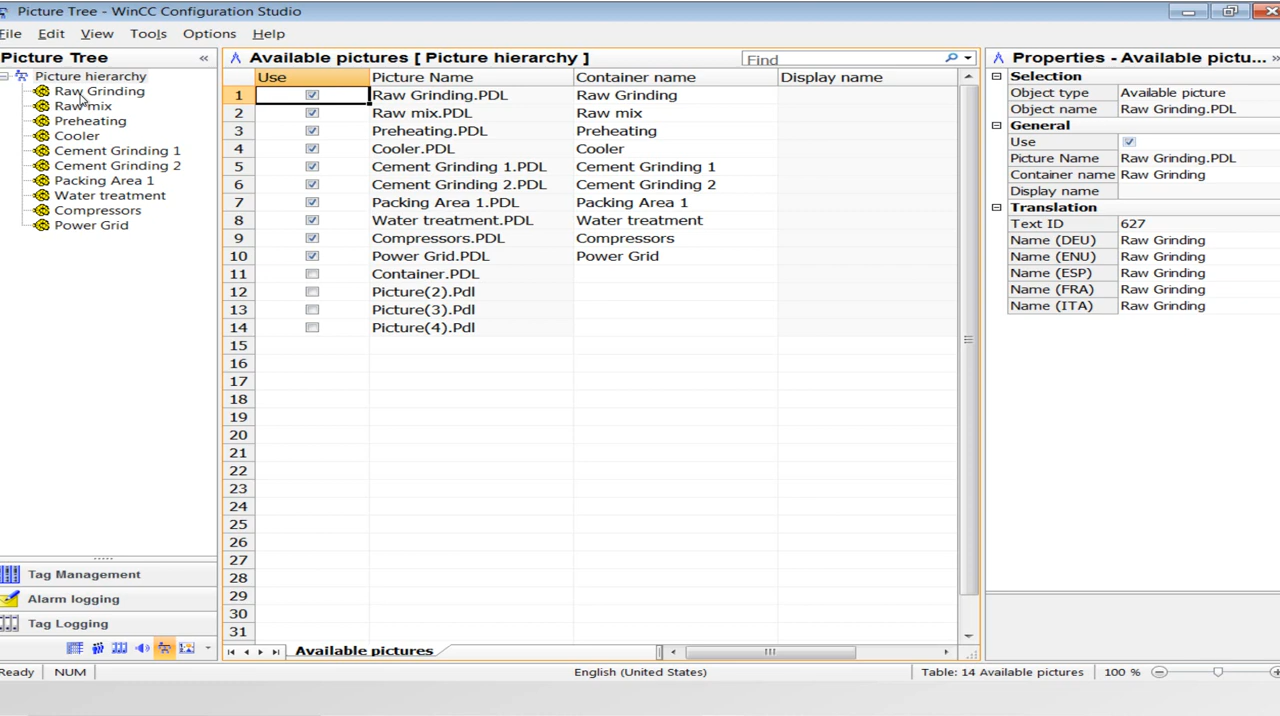 Picture Tree - WinCC Configuration Studio
File Edit View Tools Options Help
Picture Tree «
Picture hierarchy
Raw Grinding
Raw mix
Preheating
Cooler
Cement Grinding 1
Cement Grinding 2
Packing Area 1
Water treatment
Compressors
Power Grid
Tag Management
Alarm logging
Tag Logging
Available pictures [ Picture hierarchy ] Find
Use Picture Name Container name Display name
1 Raw Grinding.PDL Raw Grinding
2 Raw mix.PDL Raw mix
3 Preheating.PDL Preheating
4 Cooler.PDL Cooler
5 Cement Grinding 1.PDL Cement Grinding 1
6 Cement Grinding 2.PDL Cement Grinding 2
7 Packing Area 1.PDL Packing Area 1
8 Water treatment.PDL Water treatment
9 Compressors.PDL Compressors
10 Power Grid.PDL Power Grid
11 Container.PDL
12 Picture(2).Pdl
13 Picture(3).Pdl
14 Picture(4).Pdl
15
16
17
18
19
20
21
22
23
24
25
26
27
28
29
30
31
Available pictures
Properties - Available pictu... »
Selection
Object type Available picture
Object name Raw Grinding.PDL
General
Use
Picture Name Raw Grinding.PDL
Container name Raw Grinding
Display name
Translation
Text ID 627
Name (DEU) Raw Grinding
Name (ENU) Raw Grinding
Name (ESP) Raw Grinding
Name (FRA) Raw Grinding
Name (ITA) Raw Grinding
Ready NUM English (United States) Table: 14 Available pictures 100 %